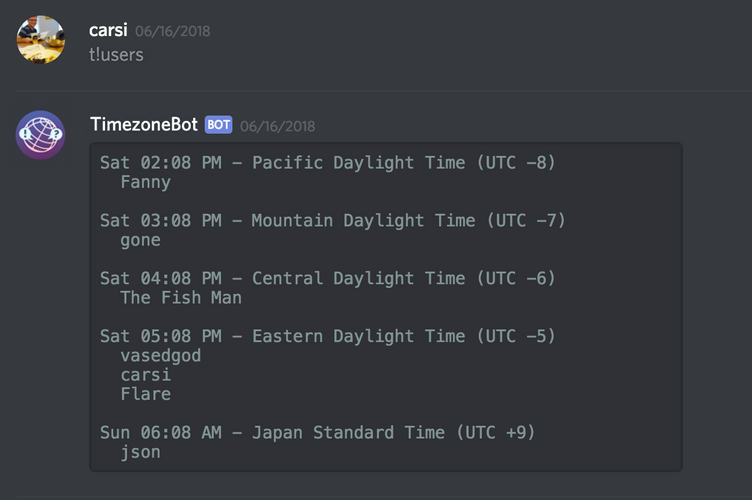 carsi 06/16/2018
t!users
TimezoneBot BOT 06/16/2018
! ?
Sat 02:08 PM – Pacific Daylight Time (UTC –8)
Fanny
Sat 03:08 PM – Mountain Daylight Time (UTC –7)
gone
Sat 04:08 PM – Central Daylight Time (UTC –6)
The Fish Man
Sat 05:08 PM – Eastern Daylight Time (UTC –5)
vasedgod
carsi
Flare
Sun 06:08 AM – Japan Standard Time (UTC +9)
json